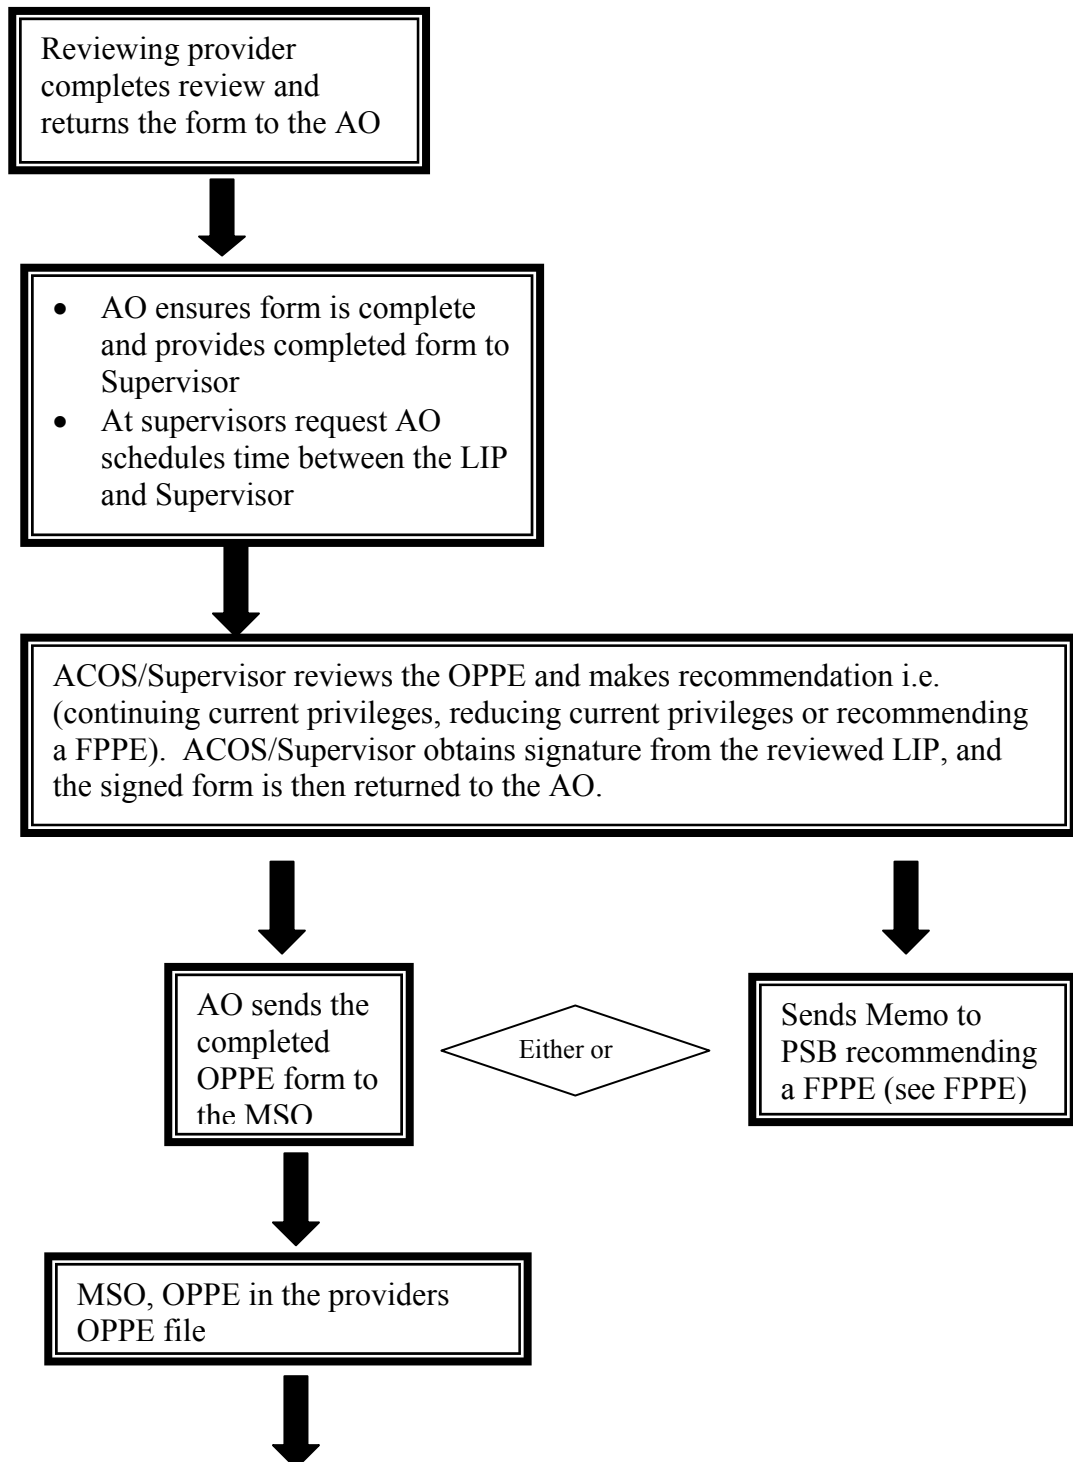 Reviewing provider
completes review and
returns the form to the AO
• AO ensures form is complete
and provides completed form to
Supervisor
• At supervisors request AO
schedules time between the LIP
and Supervisor
ACOS/Supervisor reviews the OPPE and makes recommendation i.e.
(continuing current privileges, reducing current privileges or recommending
a FPPE).  ACOS/Supervisor obtains signature from the reviewed LIP, and
the signed form is then returned to the AO.
AO sends the
completed
OPPE form to
the MSO
Either or
Sends Memo to
PSB recommending
a FPPE (see FPPE)
MSO, OPPE in the providers
OPPE file